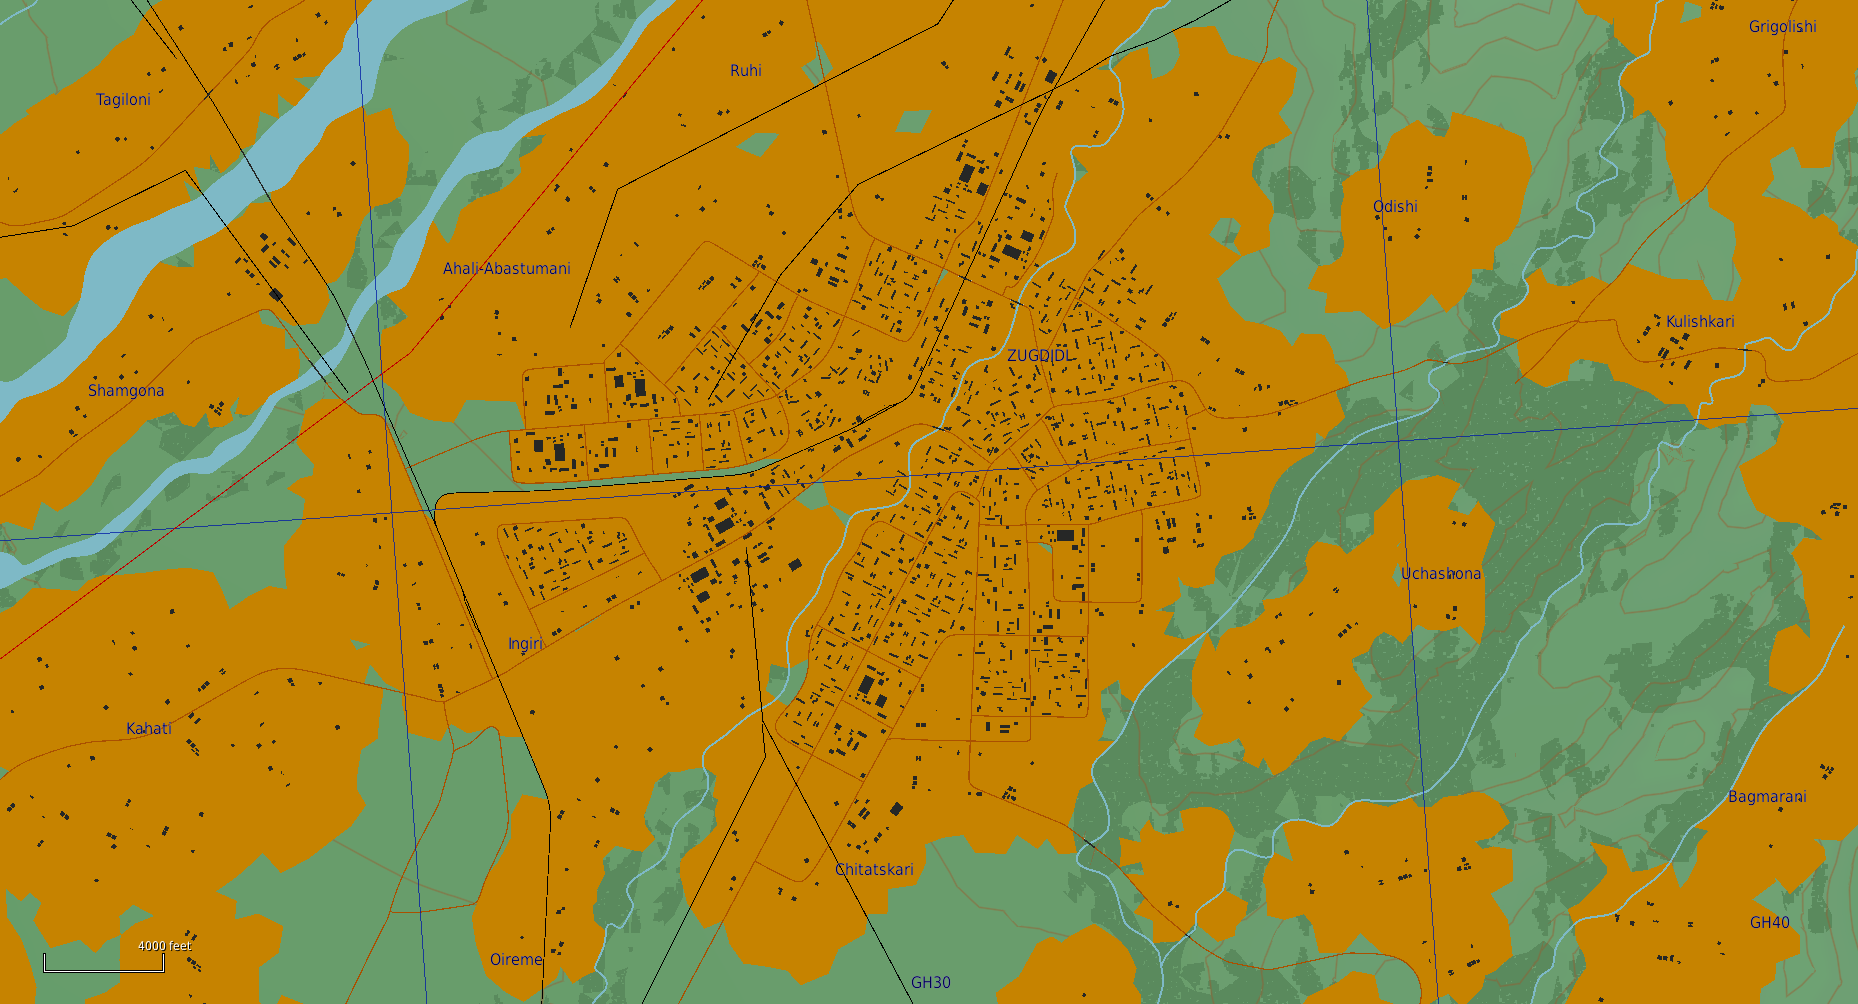 Grigolishi
Ruhi
Tagiloni
Odishi
Ahali-Abastumani
Kulishkari
ZUGDIDI
Shamgona
Uchashona
Ingiri
Kahati
Bagmarani
Chitatskari
GH40
4000 feet
Oireme
GH30